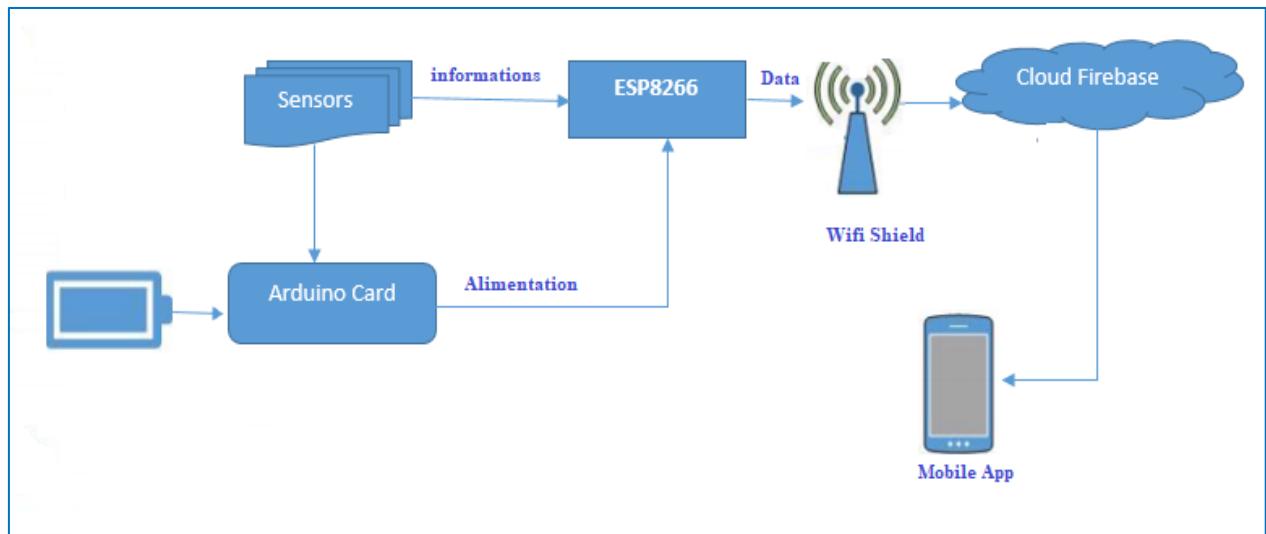 Sensors
informations
ESP8266
Data
Cloud Firebase
Wifi Shield
Arduino Card
Alimentation
Mobile App